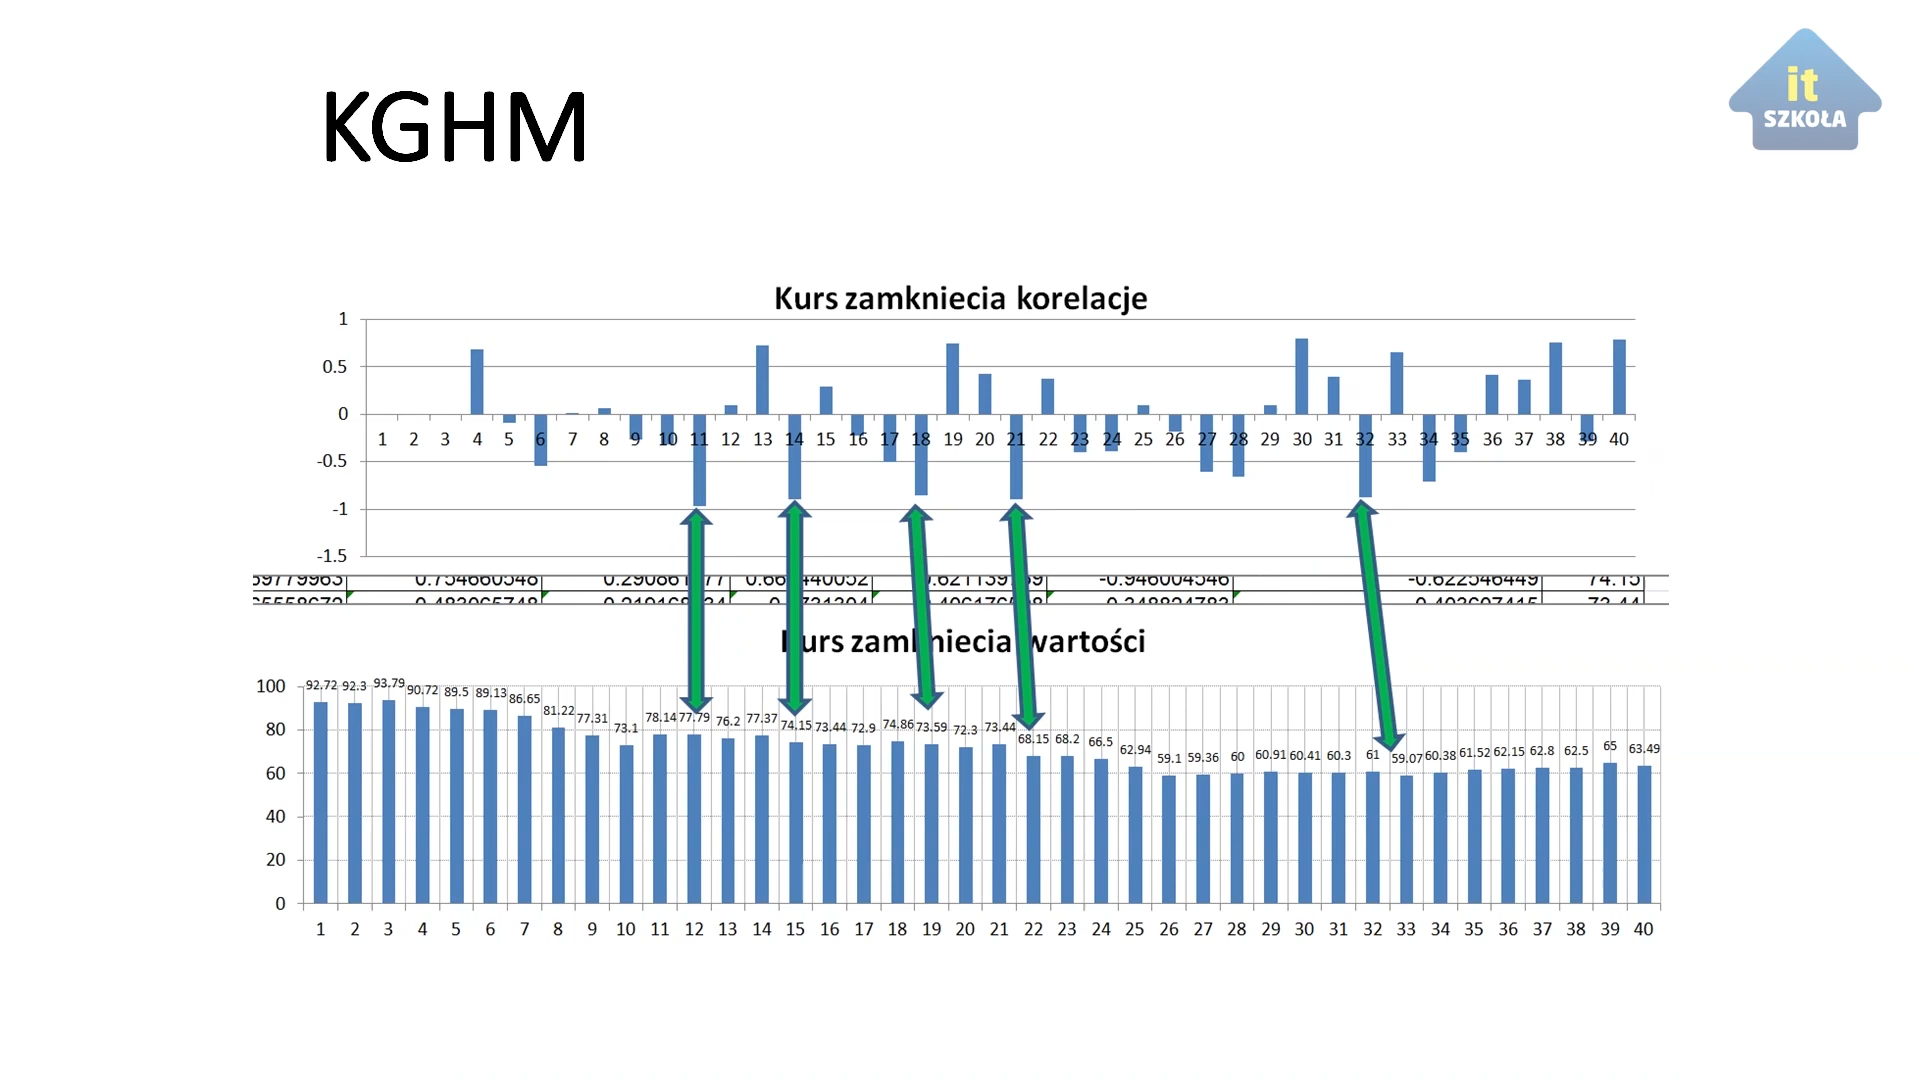 it
SZKOŁA
KGHM
Kurs zamkniecia korelacje
1
0.5
0
-0.5
-1
-1.5
1 2 3 4 5 6 7 8 9 10 11 12 13 14 15 16 17 18 19 20 21 22 23 24 25 26 27 28 29 30 31 32 33 34 35 36 37 38 39 40
59779963 0.754660548 -0.946004546 -0.622546449 74.15
Kurs zamkniecia wartości
100
80
60
40
20
0
92.72 92.3 93.79 90.72 89.5 89.13 86.65 81.22 77.31 73.1 78.14 77.79 76.2 77.37 74.15 73.44 72.9 74.86 73.59 72.3 73.44 68.15 68.2 66.5 62.94 59.1 59.36 60 60.91 60.41 60.3 61 59.07 60.38 61.52 62.15 62.8 62.5 65 63.49
1 2 3 4 5 6 7 8 9 10 11 12 13 14 15 16 17 18 19 20 21 22 23 24 25 26 27 28 29 30 31 32 33 34 35 36 37 38 39 40